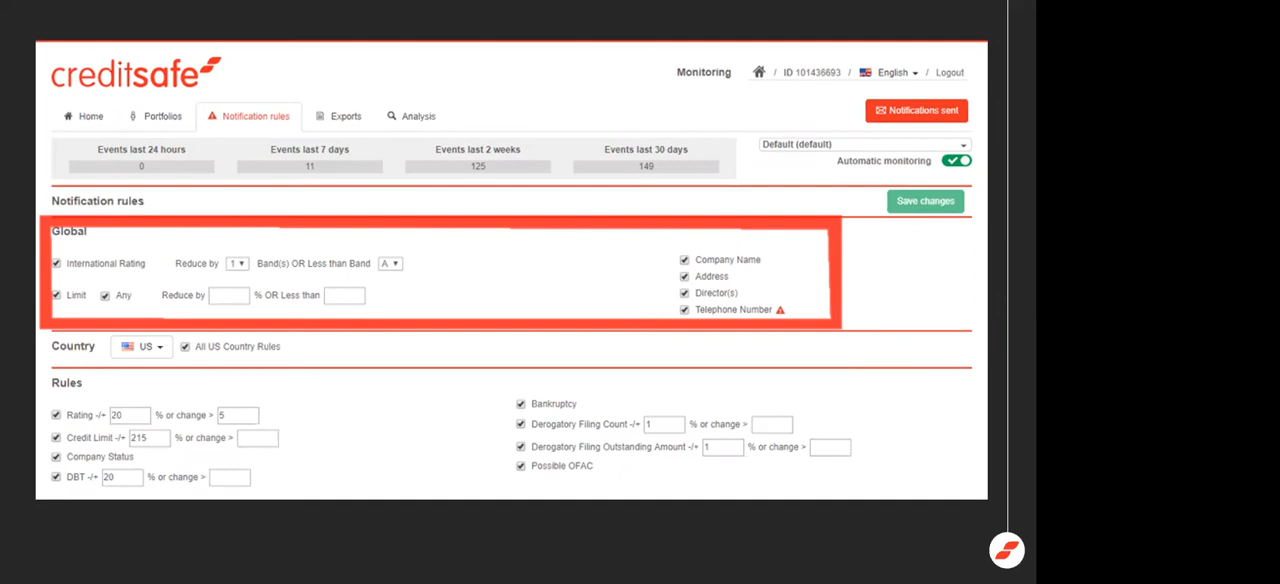 creditsafe
Monitoring / ID 101436693 / English / Logout
Home Portfolios Notification rules Exports Analysis
Notifications sent
Events last 24 hours Events last 7 days Events last 2 weeks Events last 30 days
0 11 125 149
Default (default)
Automatic monitoring
Notification rules
Save changes
Global
International Rating Reduce by 1 Band(s) OR Less than Band A
Limit Any Reduce by % OR Less than
Company Name
Address
Director(s)
Telephone Number
Country US All US Country Rules
Rules
Rating -/+ 20 % or change > 5
Credit Limit -/+ 215 % or change >
Company Status
DBT -/+ 20 % or change >
Bankruptcy
Derogatory Filing Count -/+ 1 % or change >
Derogatory Filing Outstanding Amount -/+ 1 % or change >
Possible OFAC